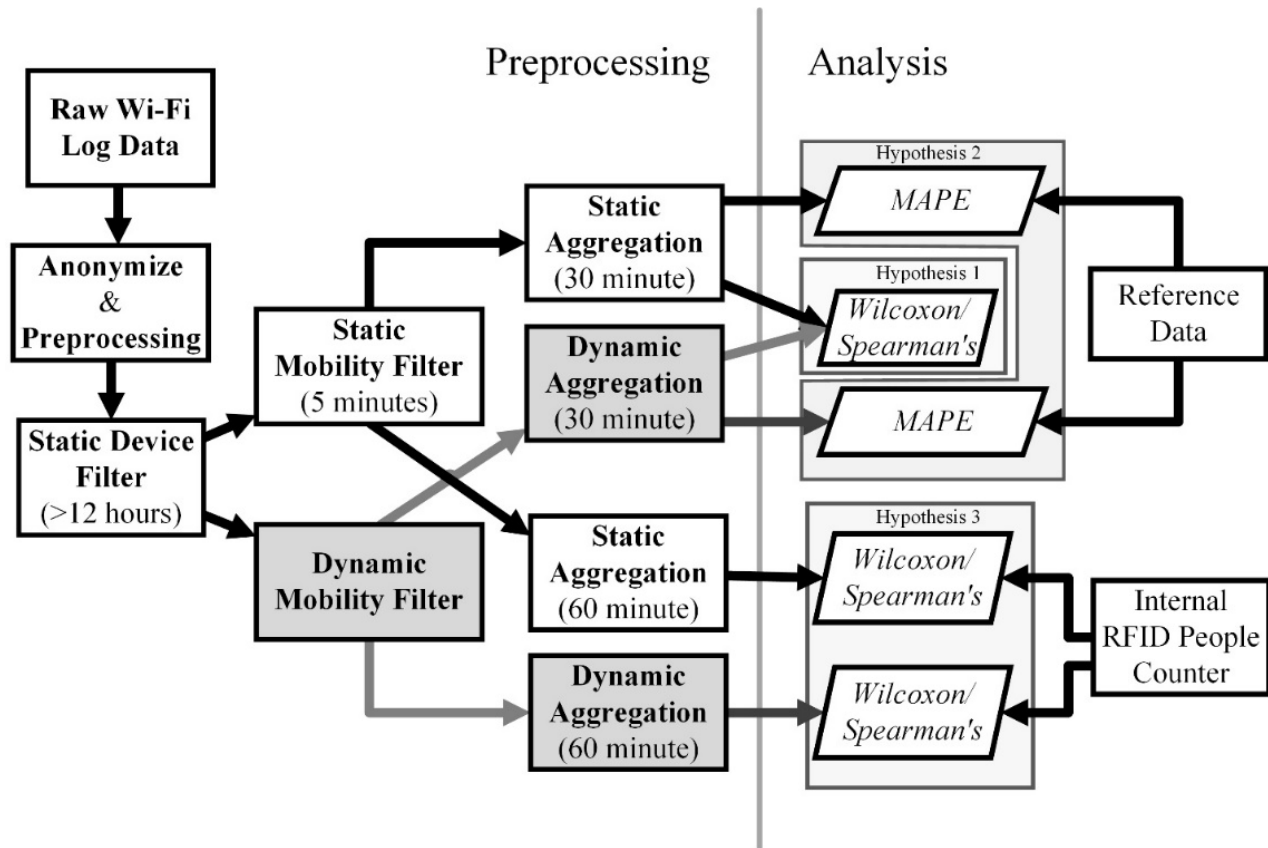 Preprocessing
Analysis
Raw Wi-Fi
Log Data
Anonymize
&
Preprocessing
Static Device
Filter
(>12 hours)
Static
Mobility Filter
(5 minutes)
Dynamic
Mobility Filter
Static
Aggregation
(30 minute)
Dynamic
Aggregation
(30 minute)
Static
Aggregation
(60 minute)
Dynamic
Aggregation
(60 minute)
Hypothesis 2
MAPE
Hypothesis 1
Wilcoxon/
Spearman's
MAPE
Hypothesis 3
Wilcoxon/
Spearman's
Wilcoxon/
Spearman's
Reference
Data
Internal
RFID People
Counter